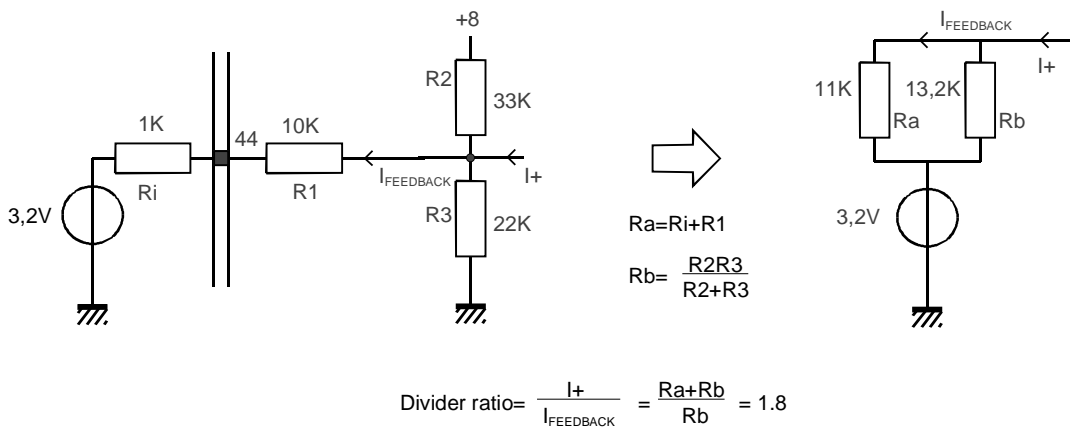 +8
R2
33K
1K
44
10K
Ri
R1
IFEEDBACK
I+
R3
22K
3,2V
IFEEDBACK
I+
11K
13,2K
Ra
Rb
3,2V
Ra=Ri+R1
Rb= R2R3
R2+R3
Divider ratio= I+ / IFEEDBACK = Ra+Rb / Rb = 1.8